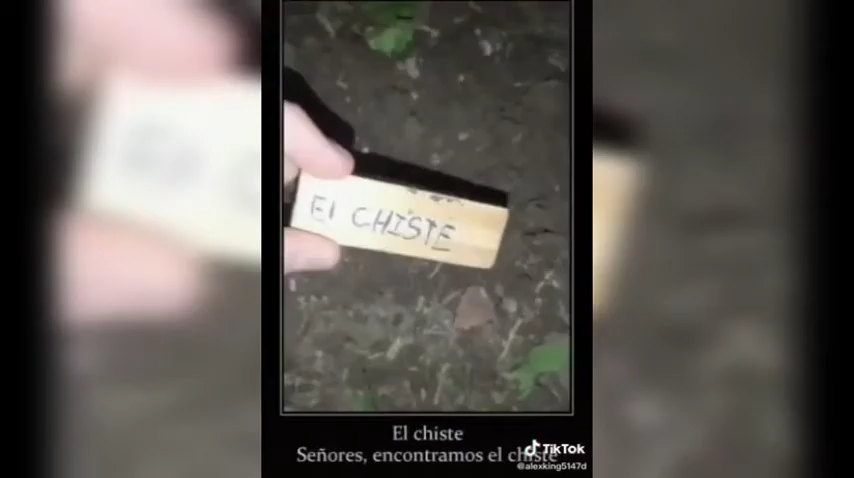 El CHISTE
El chiste
Señores, encontramos el chiste
TikTok
@alexking5147d